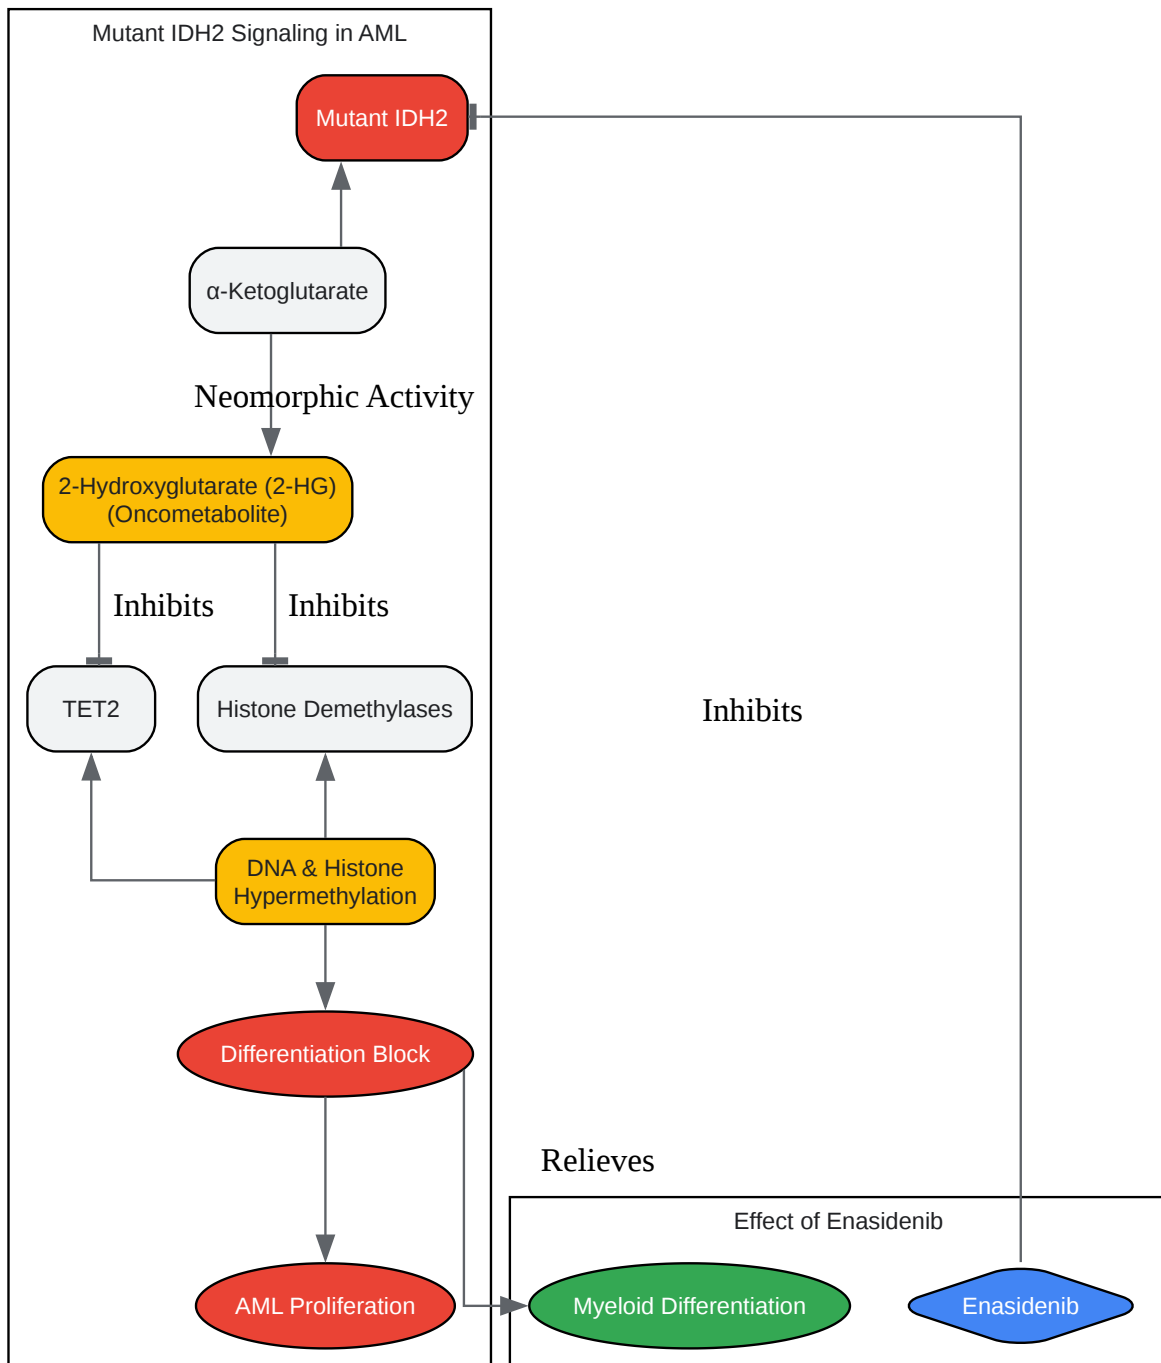 Mutant IDH2 Signaling in AML
Mutant IDH2
α-Ketoglutarate
Neomorphic Activity
2-Hydroxyglutarate (2-HG)
(Oncometabolite)
Inhibits
Inhibits
TET2
Histone Demethylases
Inhibits
DNA & Histone
Hypermethylation
Differentiation Block
Relieves
Effect of Enasidenib
AML Proliferation
Myeloid Differentiation
Enasidenib